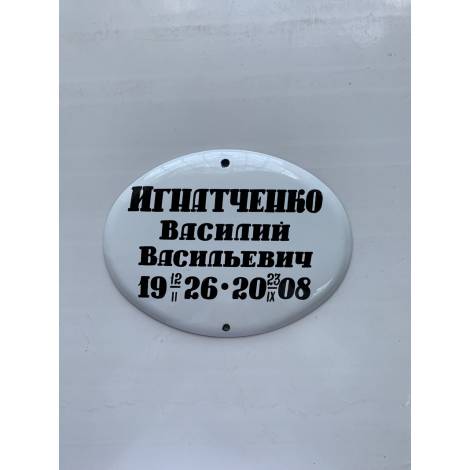 ИГНАТЧЕНКО
ВАСИЛИЙ
ВАСИЛЬЕВИЧ
19 12/II 26 • 20 23/IX 08